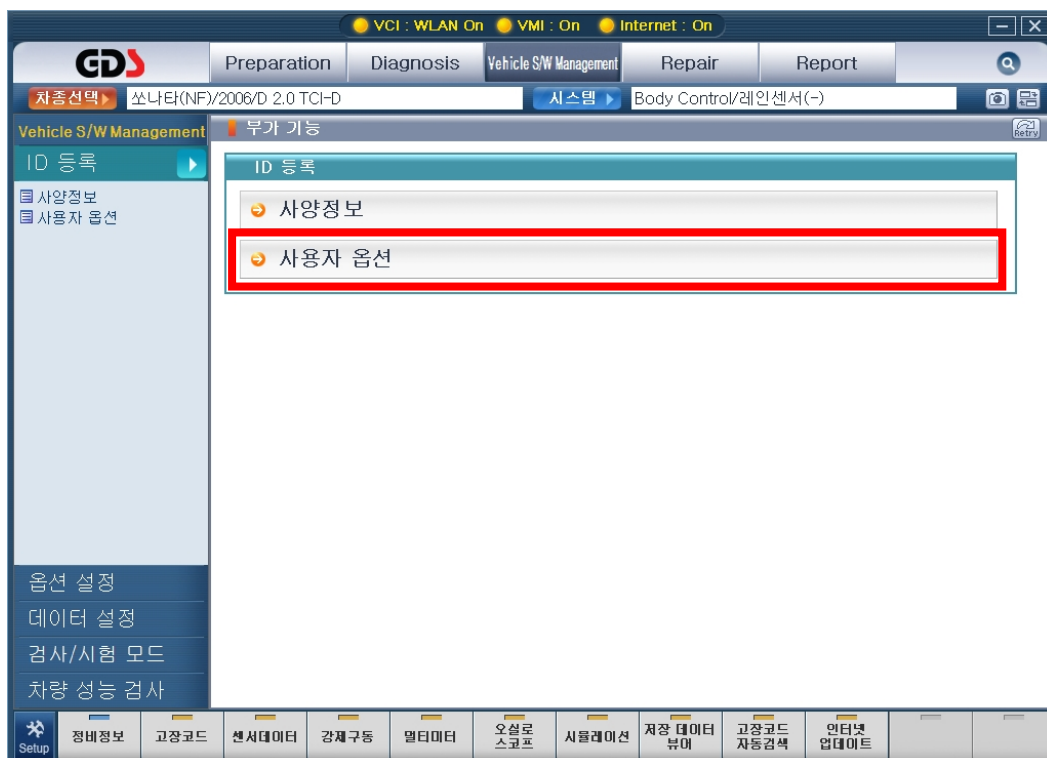 VCI : WLAN On VMI : On Internet : On
GDS Preparation Diagnosis Vehicle S/W Management Repair Report
차종선택 쏘나타(NF)/2006/D 2.0 TCI-D 시스템 Body Control/레인센서(-)
Vehicle S/W Management
부가 기능
Retry
ID 등록
사양정보
사용자 옵션
ID 등록
사양정보
사용자 옵션
옵션 설정
데이터 설정
검사/시험 모드
차량 성능 검사
Setup 정비정보 고장코드 센서데이터 강제구동 멀티미터 오실로 스코프 시뮬레이션 저장 데이터 뷰어 고장코드 자동검색 인터넷 업데이트